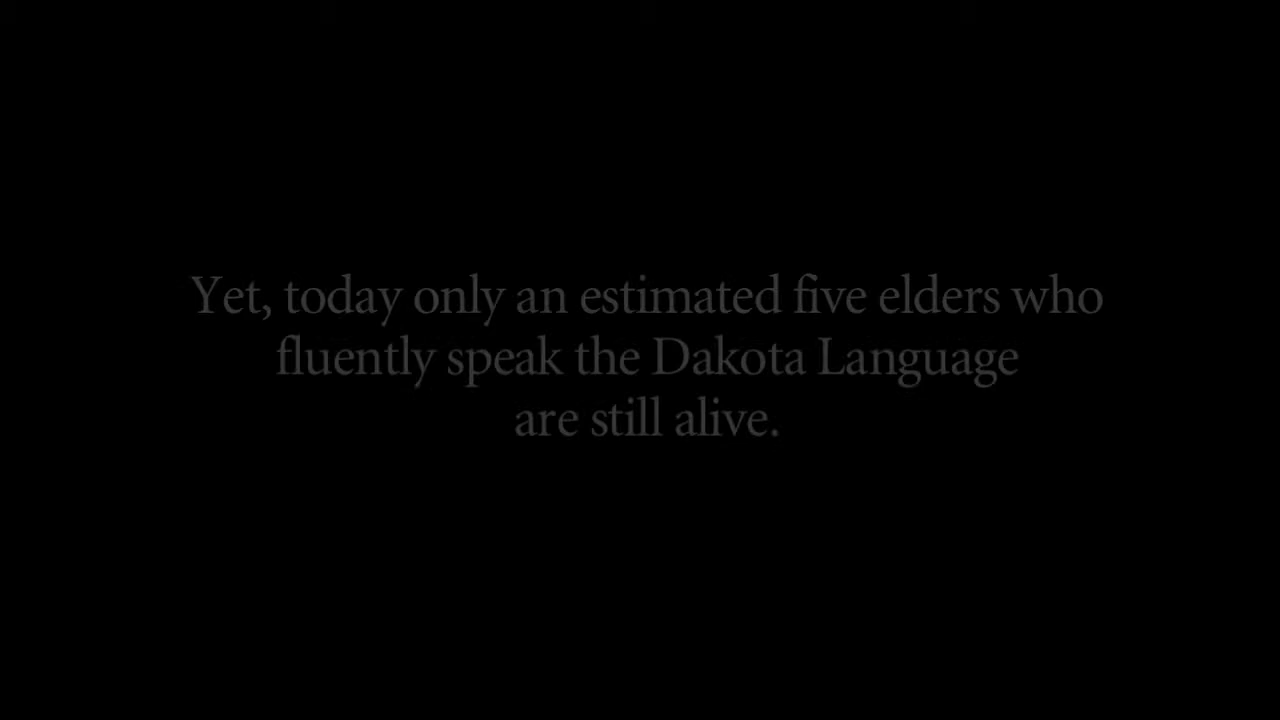 Yet, today only an estimated five elders who
fluently speak the Dakota Language
are still alive.